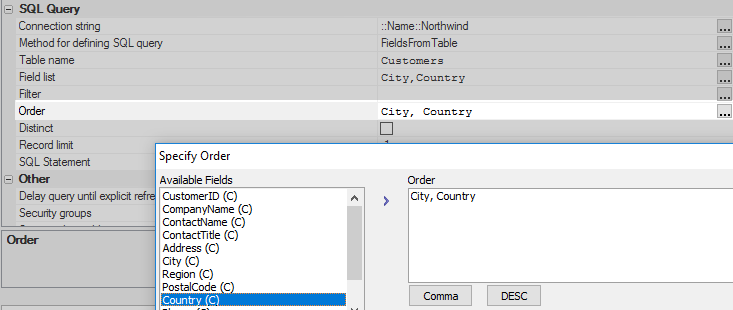 SQL Query
Connection string ::Name::Northwind ...
Method for defining SQL query FieldsFromTable ...
Table name Customers ...
Field list City,Country ...
Filter ...
Order City, Country ...
Distinct
Record limit
SQL Statement
Specify Order
Other
Available Fields Order
Delay query until explicit refre
CustomerID (C) City, Country
CompanyName (C)
Security groups
ContactName (C)
ContactTitle (C)
Order
Address (C)
City (C)
Region (C)
PostalCode (C)
Country (C)
Comma DESC